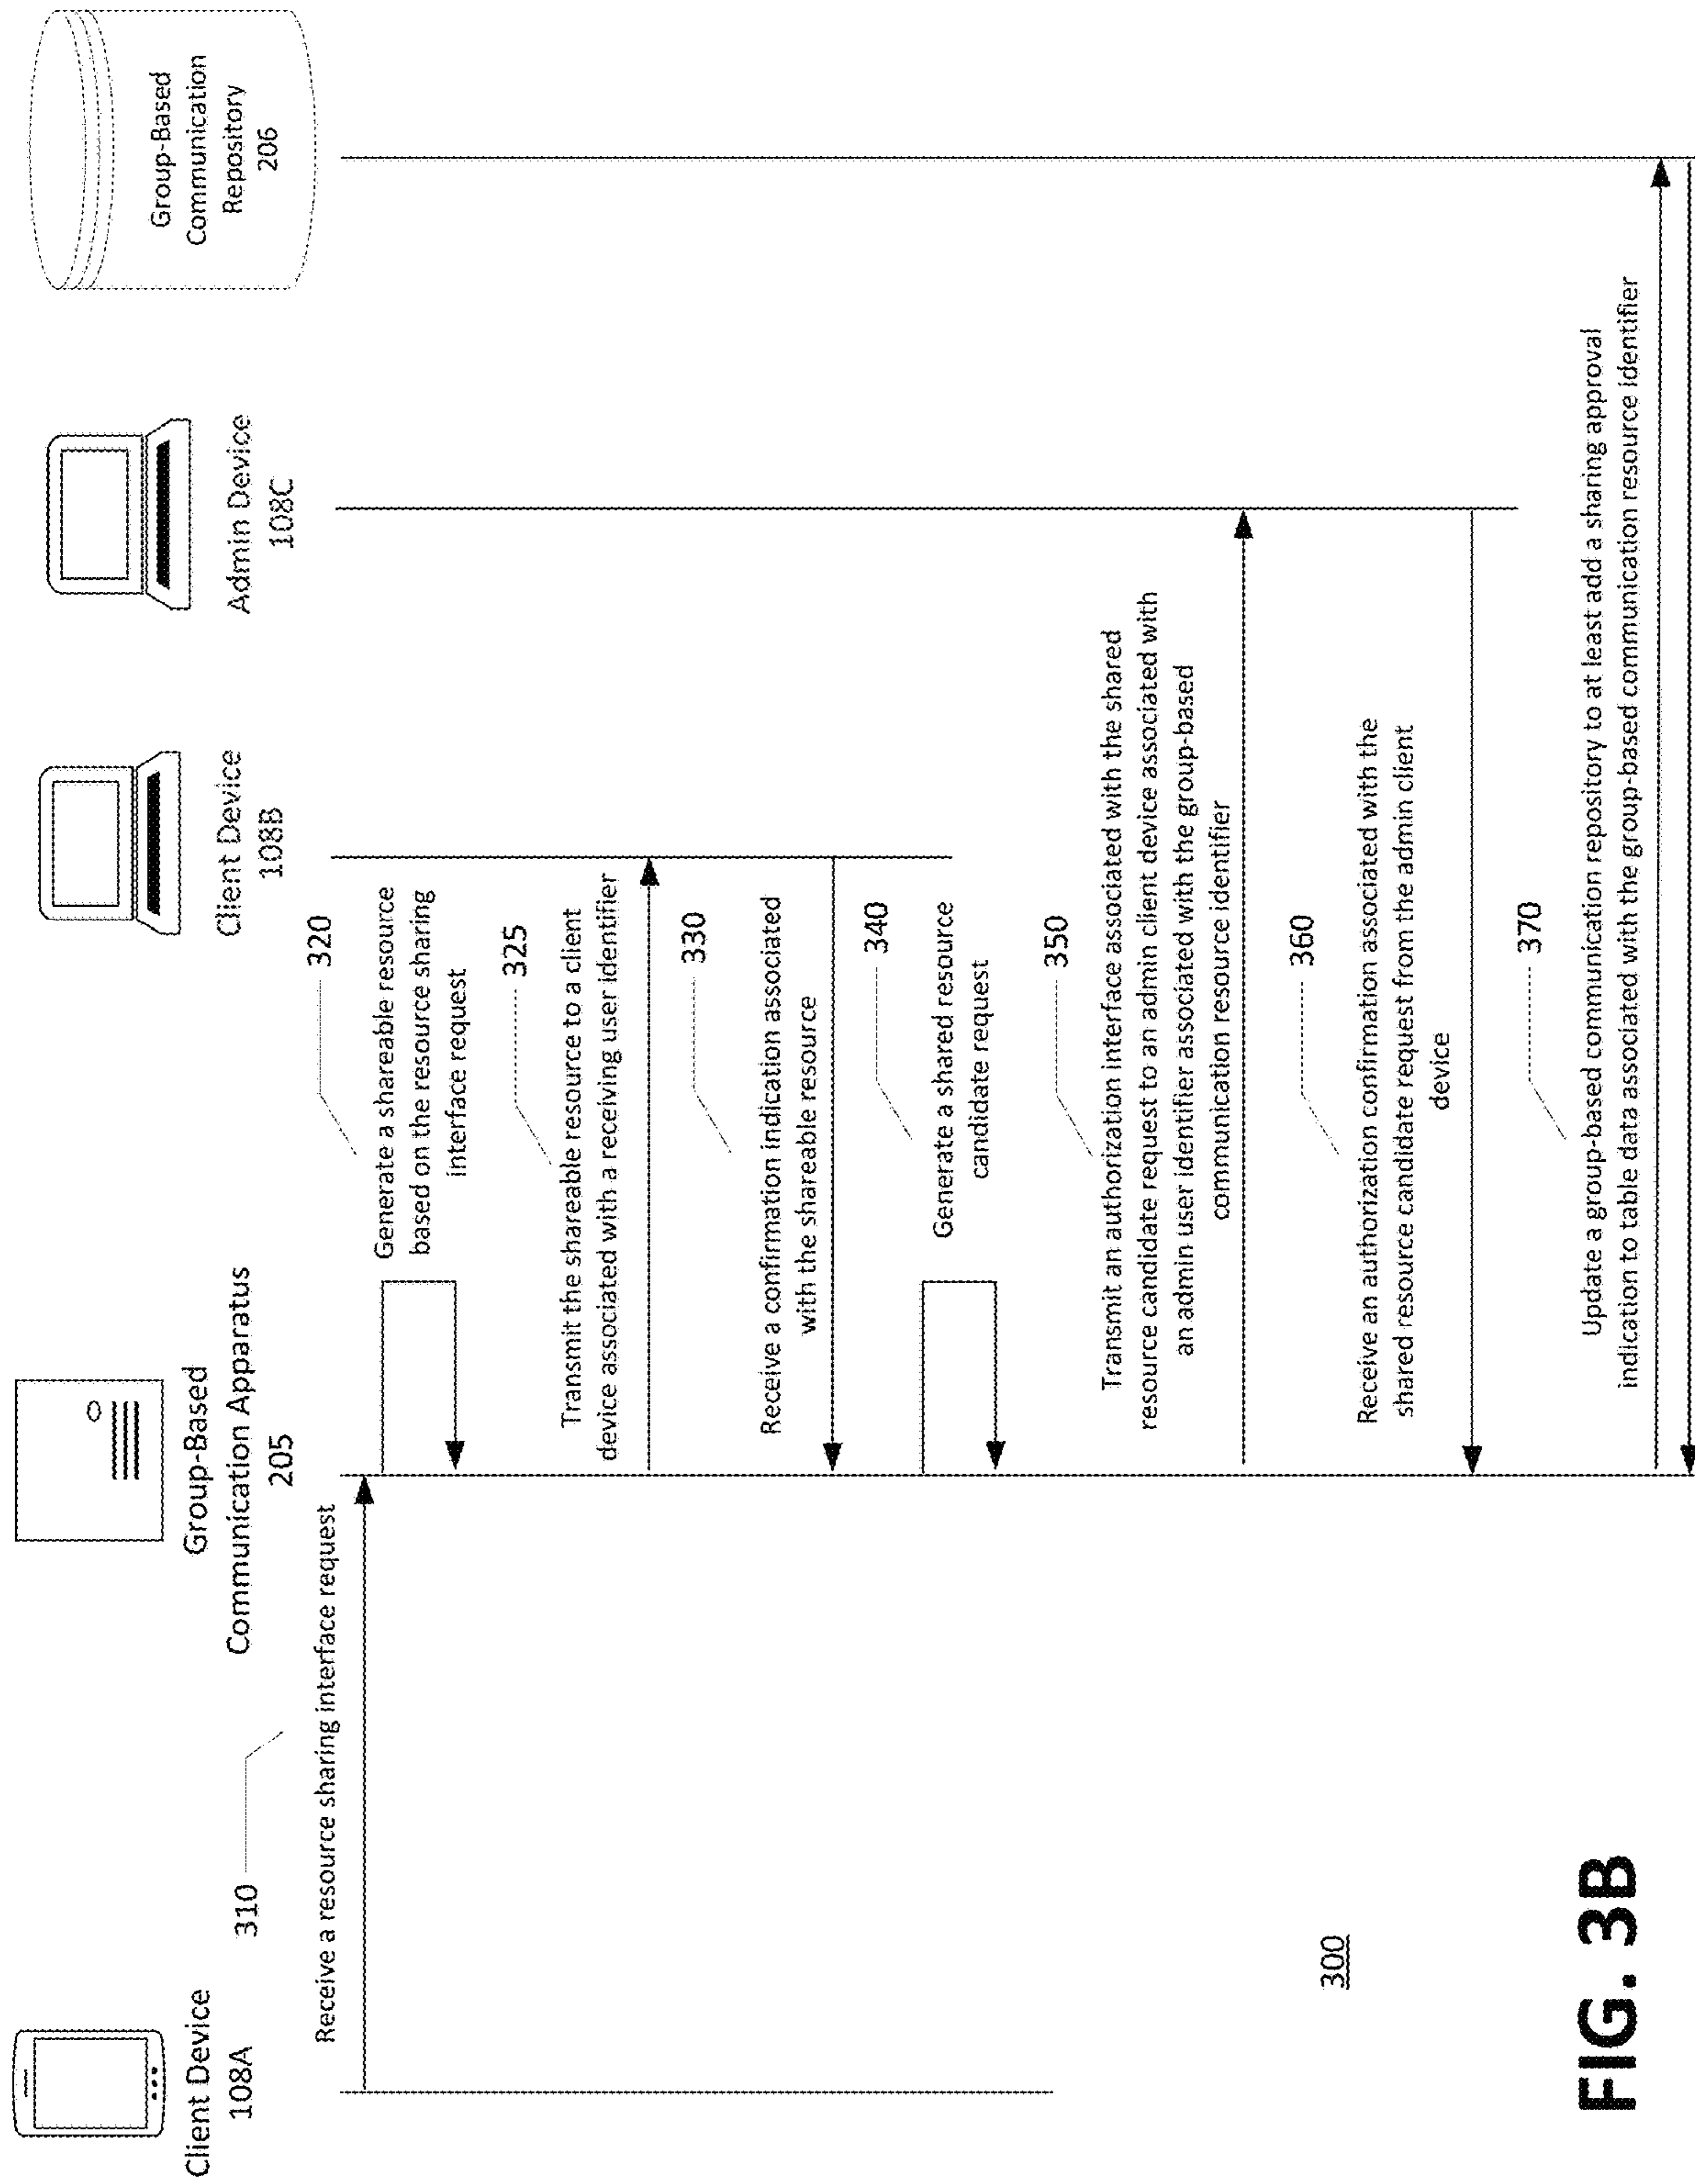 Client Device
108A
Group-Based
Communication Apparatus
205
Client Device
108B
Admin Device
108C
Group-Based
Communication
Repository
206
310
Receive a resource sharing interface request
320
Generate a shareable resource
based on the resource sharing
interface request
325
Transmit the shareable resource to a client
device associated with a receiving user identifier
330
Receive a confirmation indication associated
with the shareable resource
340
Generate a shared resource
candidate request
350
Transmit an authorization interface associated with the shared
resource candidate request to an admin client device associated with
an admin user identifier associated with the group-based
communication resource identifier
360
Receive an authorization confirmation associated with the
shared resource candidate request from the admin client
device
370
Update a group-based communication repository to at least add a sharing approval
indication to table data associated with the group-based communication resource identifier
300
FIG. 3B